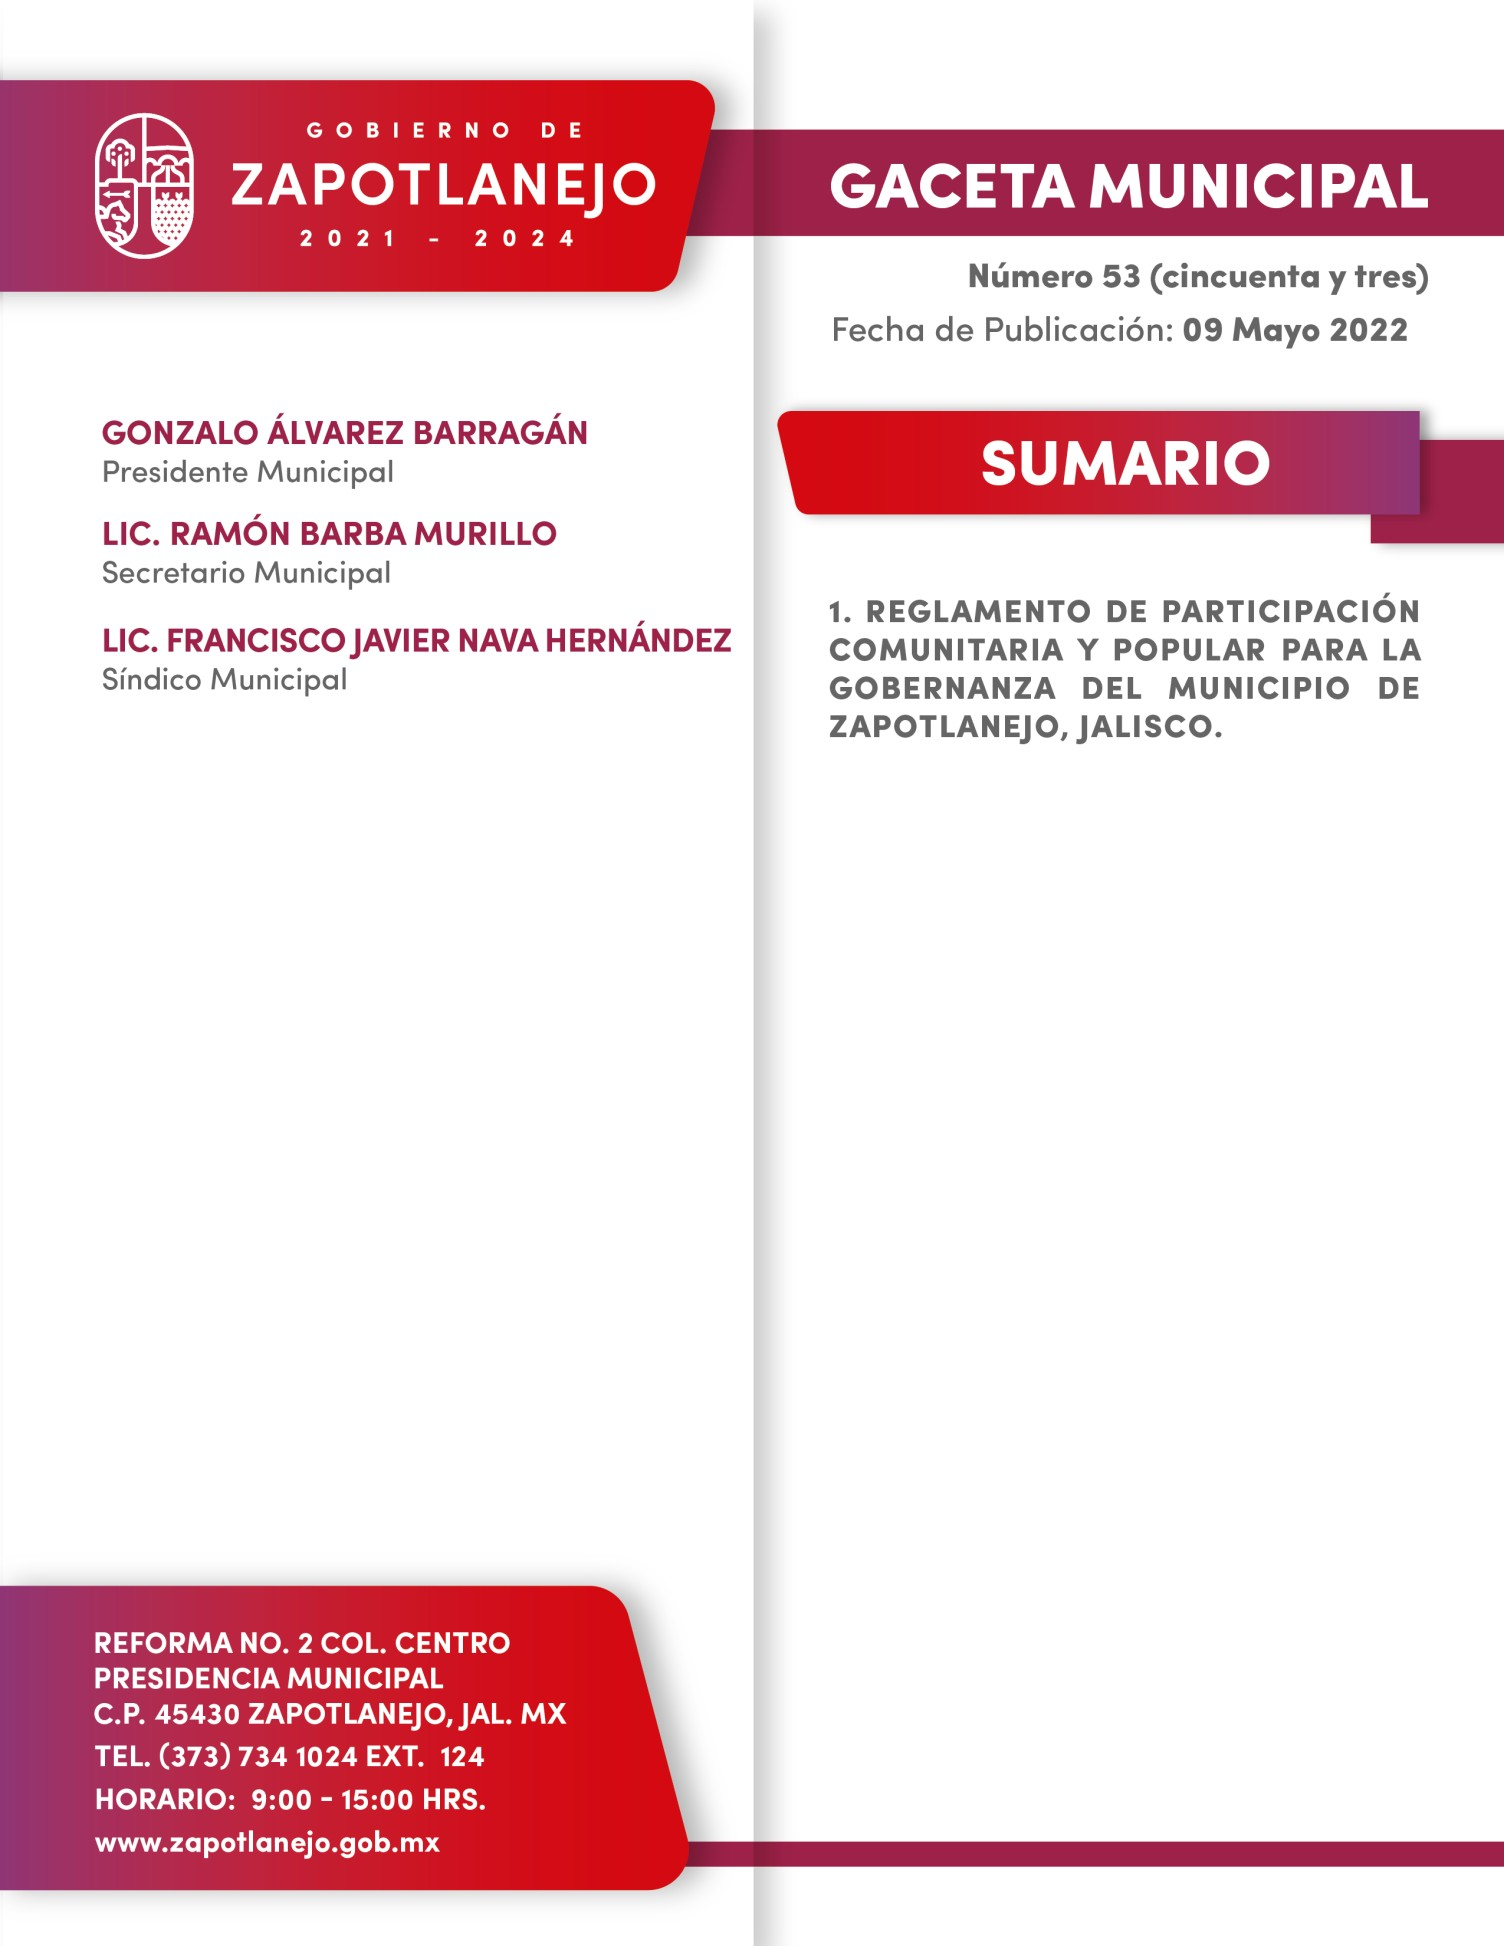 GOBIERNO DE
ZAPOTLANEJO
2021 - 2024
GONZALO ÁLVAREZ BARRAGÁN
Presidente Municipal
LIC. RAMÓN BARBA MURILLO
Secretario Municipal
LIC. FRANCISCO JAVIER NAVA HERNÁNDEZ
Síndico Municipal
REFORMA NO. 2 COL. CENTRO
PRESIDENCIA MUNICIPAL
C.P. 45430 ZAPOTLANEJO, JAL. MX
TEL. (373) 734 1024 EXT. 124
HORARIO: 9:00 - 15:00 HRS.
www.zapotlanejo.gob.mx
GACETA MUNICIPAL
Número 53 (cincuenta y tres)
Fecha de Publicación: 09 Mayo 2022
SUMARIO
1. REGLAMENTO DE PARTICIPACIÓN
COMUNITARIA Y POPULAR PARA LA
GOBERNANZA DEL MUNICIPIO DE
ZAPOTLANEJO, JALISCO.